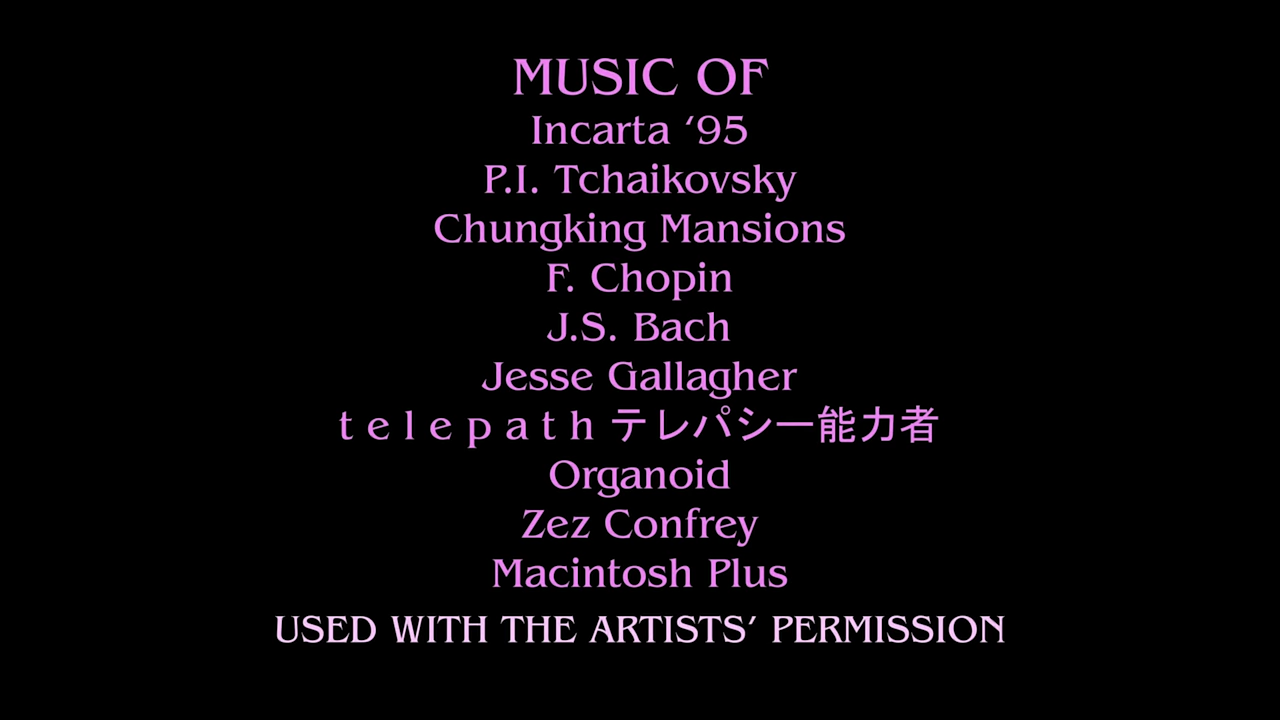 MUSIC OF
Incarta ‘95
P.I. Tchaikovsky
Chungking Mansions
F. Chopin
J.S. Bach
Jesse Gallagher
t e l e p a t h テレパシー能力者
Organoid
Zez Confrey
Macintosh Plus
USED WITH THE ARTISTS’ PERMISSION